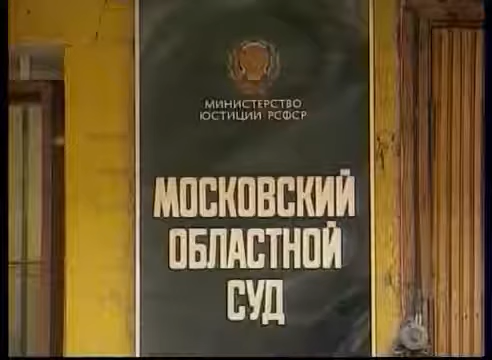 МИНИСТЕРСТВО
ЮСТИЦИИ РСФСР
МОСКОВСКИЙ
ОБЛАСТНОЙ
СУД